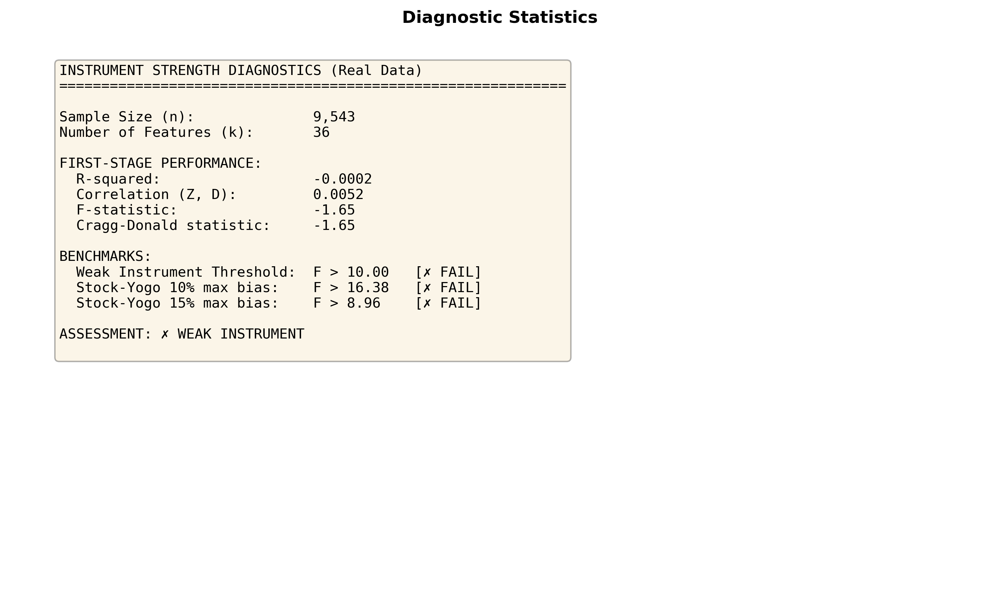 Diagnostic Statistics
INSTRUMENT STRENGTH DIAGNOSTICS (Real Data)
============================================================
Sample Size (n): 9,543
Number of Features (k): 36
FIRST-STAGE PERFORMANCE:
R-squared: -0.0002
Correlation (Z, D): 0.0052
F-statistic: -1.65
Cragg-Donald statistic: -1.65
BENCHMARKS:
Weak Instrument Threshold: F > 10.00 [✗ FAIL]
Stock-Yogo 10% max bias: F > 16.38 [✗ FAIL]
Stock-Yogo 15% max bias: F > 8.96 [✗ FAIL]
ASSESSMENT: ✗ WEAK INSTRUMENT